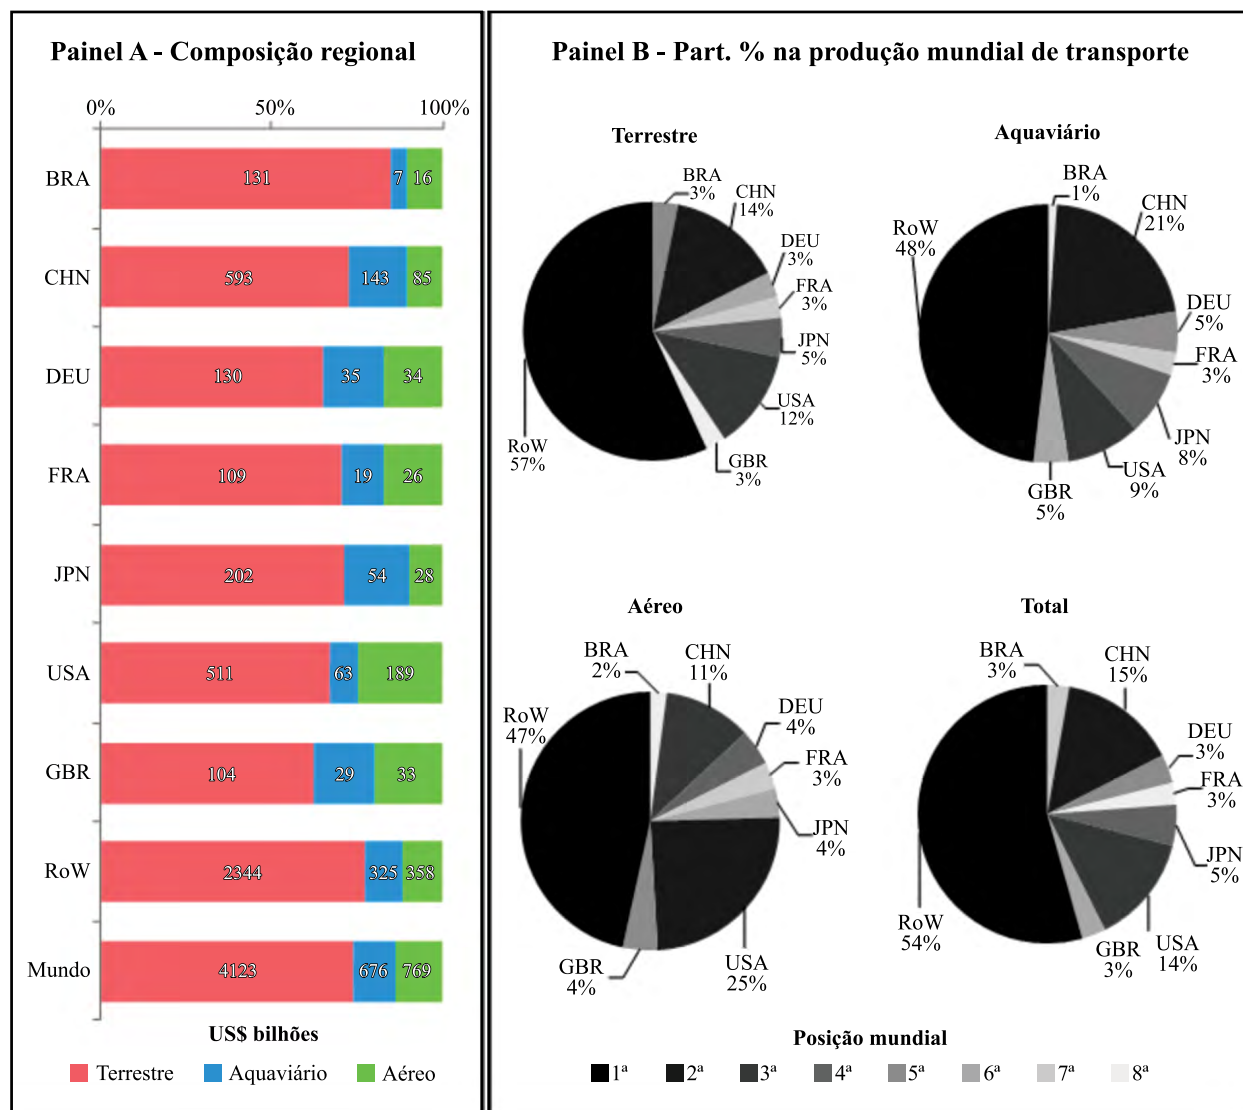 Painel A - Composição regional
0% 50% 100%
BRA 131 7 16
CHN 593 143 85
DEU 130 35 34
FRA 109 19 26
JPN 202 54 28
USA 511 63 189
GBR 104 29 33
RoW 2344 325 358
Mundo 4123 676 769
US$ bilhões
Terrestre Aquaviário Aéreo
Painel B - Part. % na produção mundial de transporte
Terrestre
BRA
3%
CHN
14%
DEU
3%
FRA
3%
JPN
5%
USA
12%
GBR
3%
RoW
57%
Aquaviário
BRA
1%
CHN
21%
DEU
5%
FRA
3%
JPN
8%
USA
9%
GBR
5%
RoW
48%
Aéreo
BRA
2%
CHN
11%
DEU
4%
FRA
3%
JPN
4%
USA
25%
GBR
4%
RoW
47%
Total
BRA
3%
CHN
15%
DEU
3%
FRA
3%
JPN
5%
USA
14%
GBR
3%
RoW
54%
Posição mundial
1ª 2ª 3ª 4ª 5ª 6ª 7ª 8ª